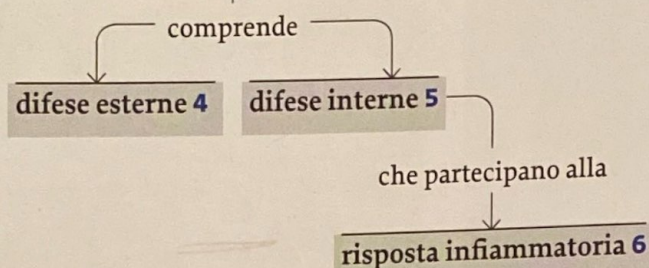 comprende
difese esterne 4
difese interne 5
che partecipano alla
risposta infiammatoria 6